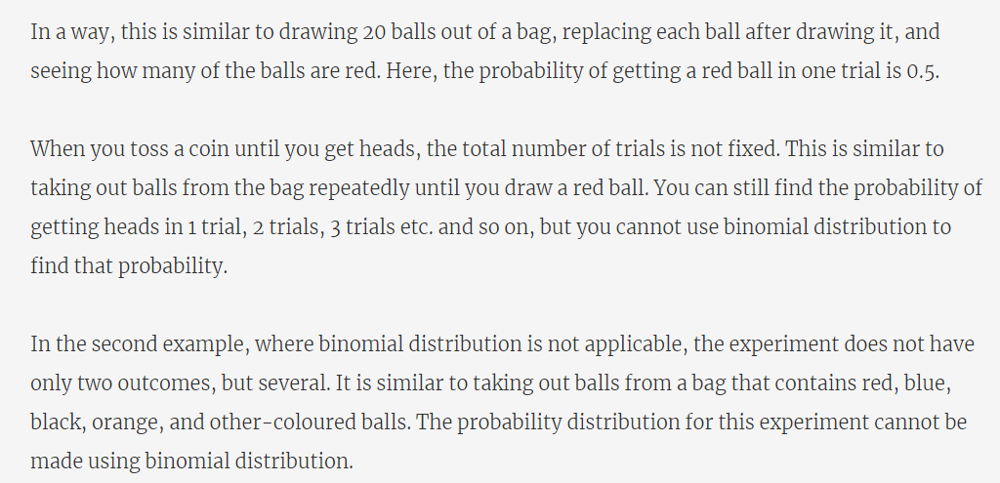 In a way, this is similar to drawing 20 balls out of a bag, replacing each ball after drawing it, and
seeing how many of the balls are red. Here, the probability of getting a red ball in one trial is 0.5.
When you toss a coin until you get heads, the total number of trials is not fixed. This is similar to
taking out balls from the bag repeatedly until you draw a red ball. You can still find the probability of
getting heads in 1 trial, 2 trials, 3 trials etc. and so on, but you cannot use binomial distribution to
find that probability.
In the second example, where binomial distribution is not applicable, the experiment does not have
only two outcomes, but several. It is similar to taking out balls from a bag that contains red, blue,
black, orange, and other-coloured balls. The probability distribution for this experiment cannot be
made using binomial distribution.